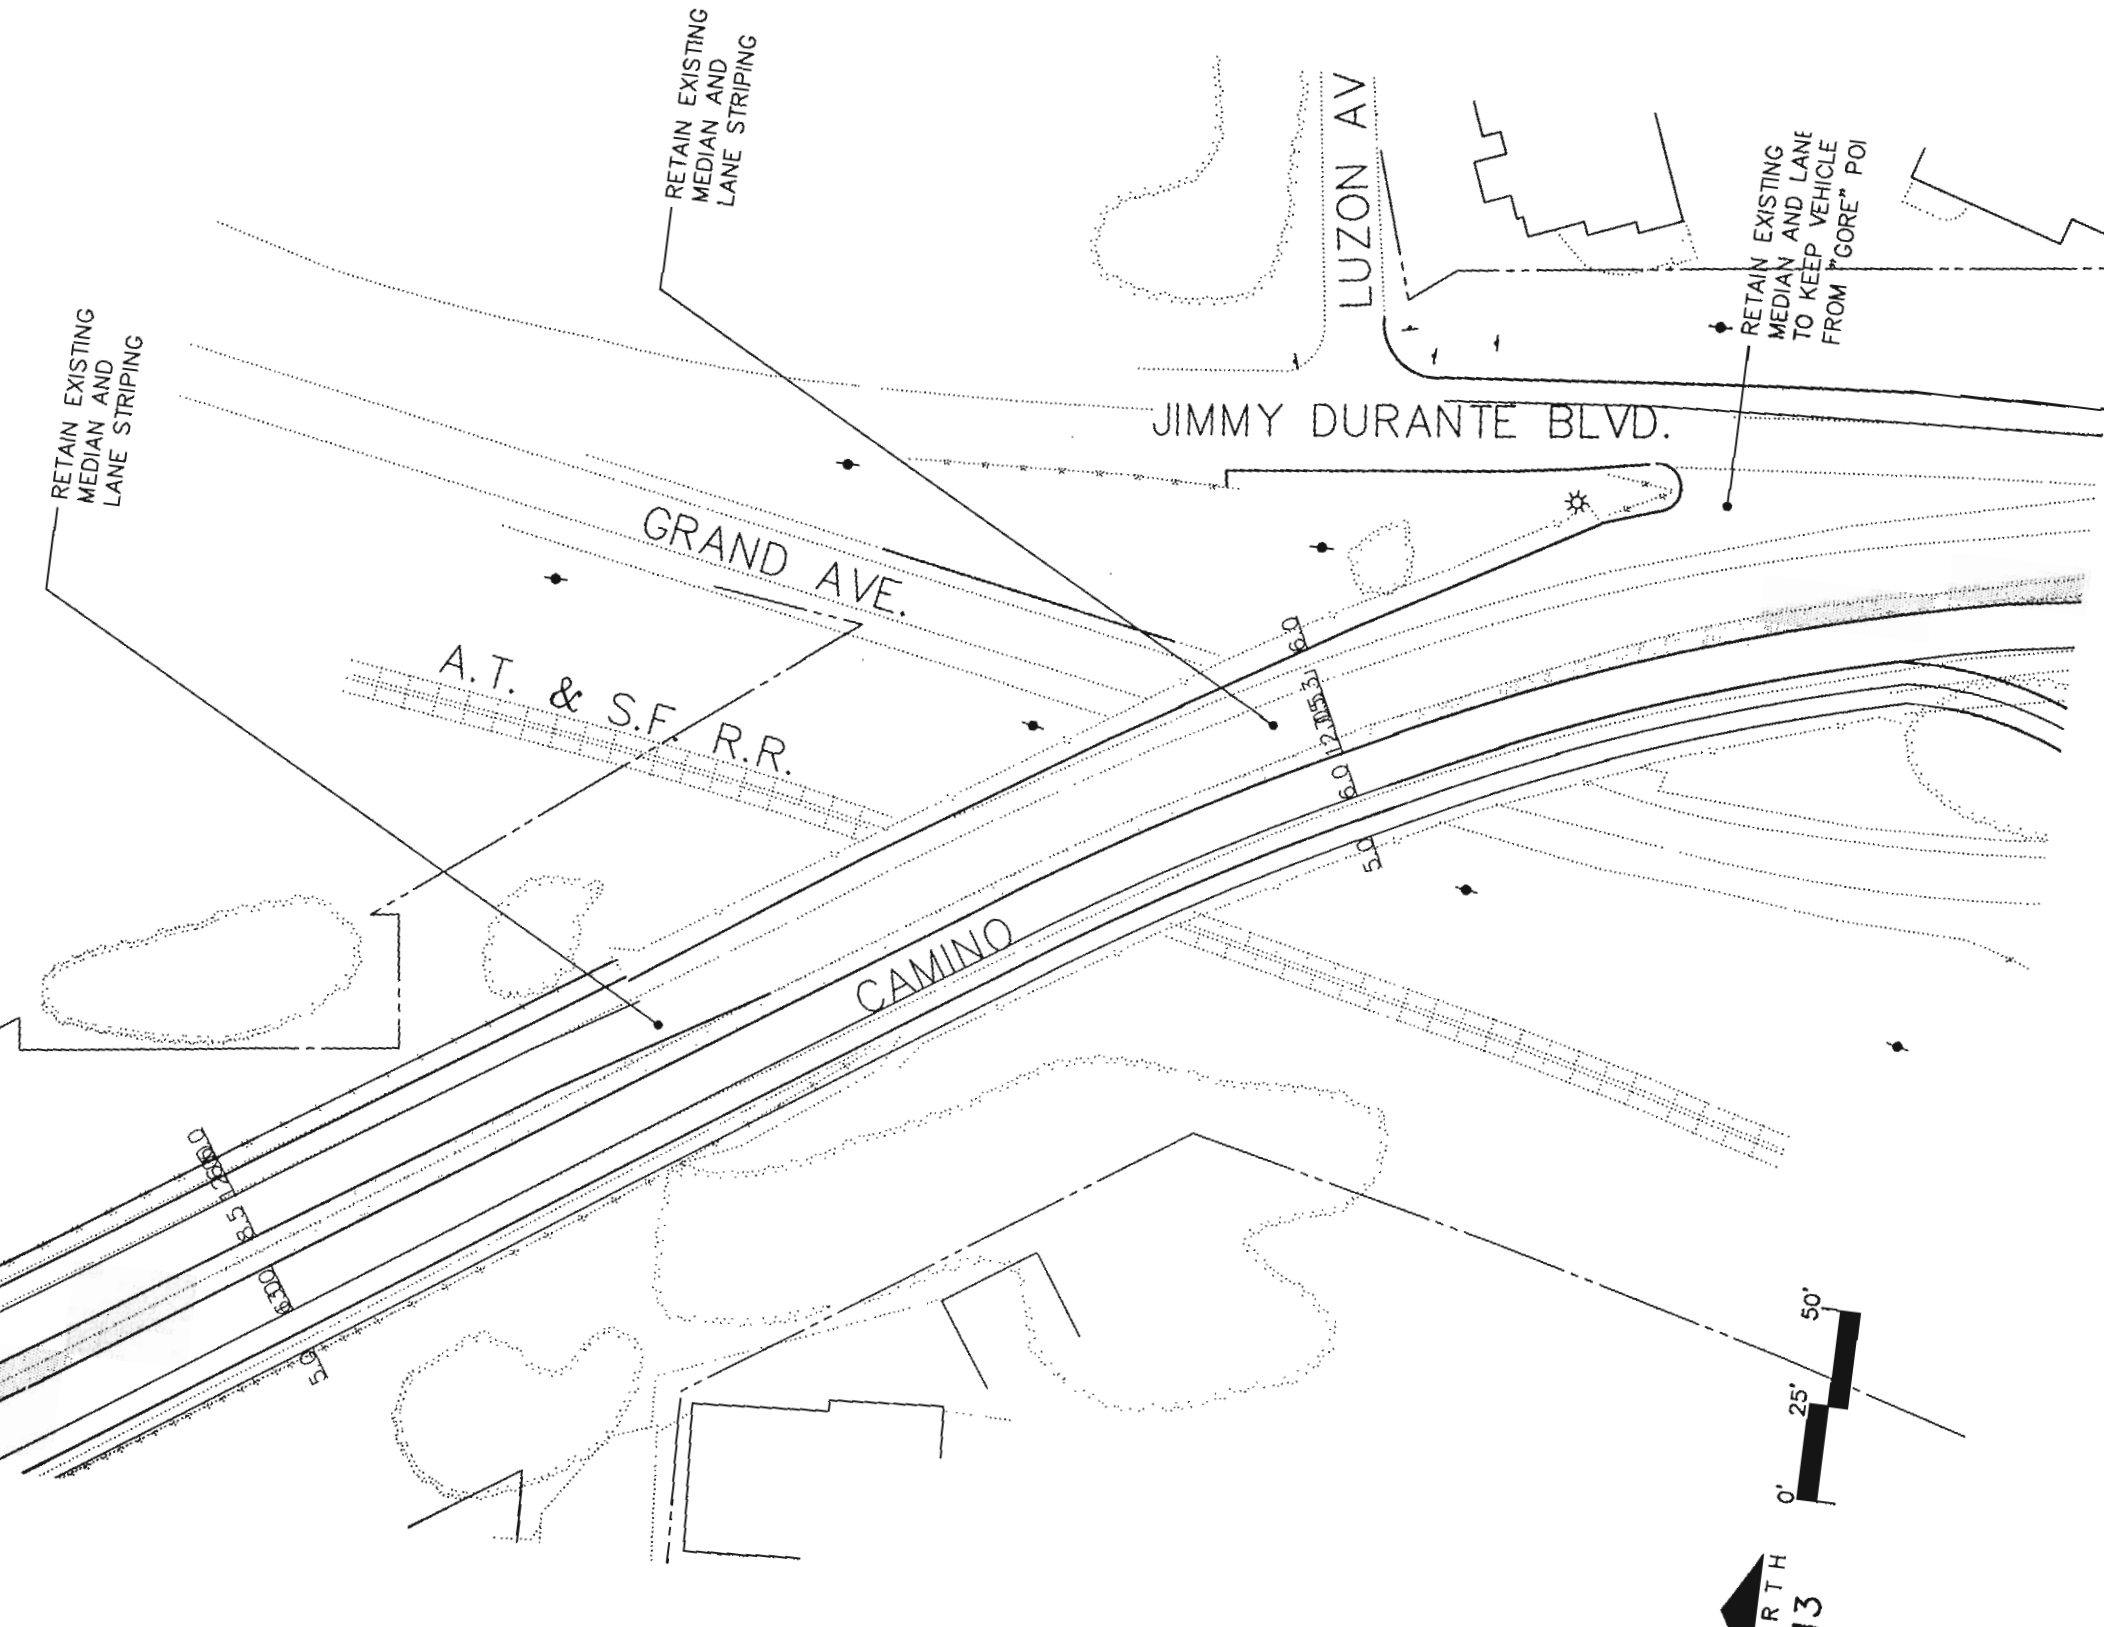 RETAIN EXISTING
MEDIAN AND
LANE STRIPING
RETAIN EXISTING
MEDIAN AND
LANE STRIPING
LUZON AV
RETAIN EXISTING
MEDIAN AND LANE
TO KEEP VEHICLE
FROM "GORE" POI
JIMMY DURANTE BLVD.
GRAND AVE.
A.T. & S.F. R.R.
CAMINO
6.0
6.0
5.0
8.5
5.0
0' 25' 50'
RTH
13